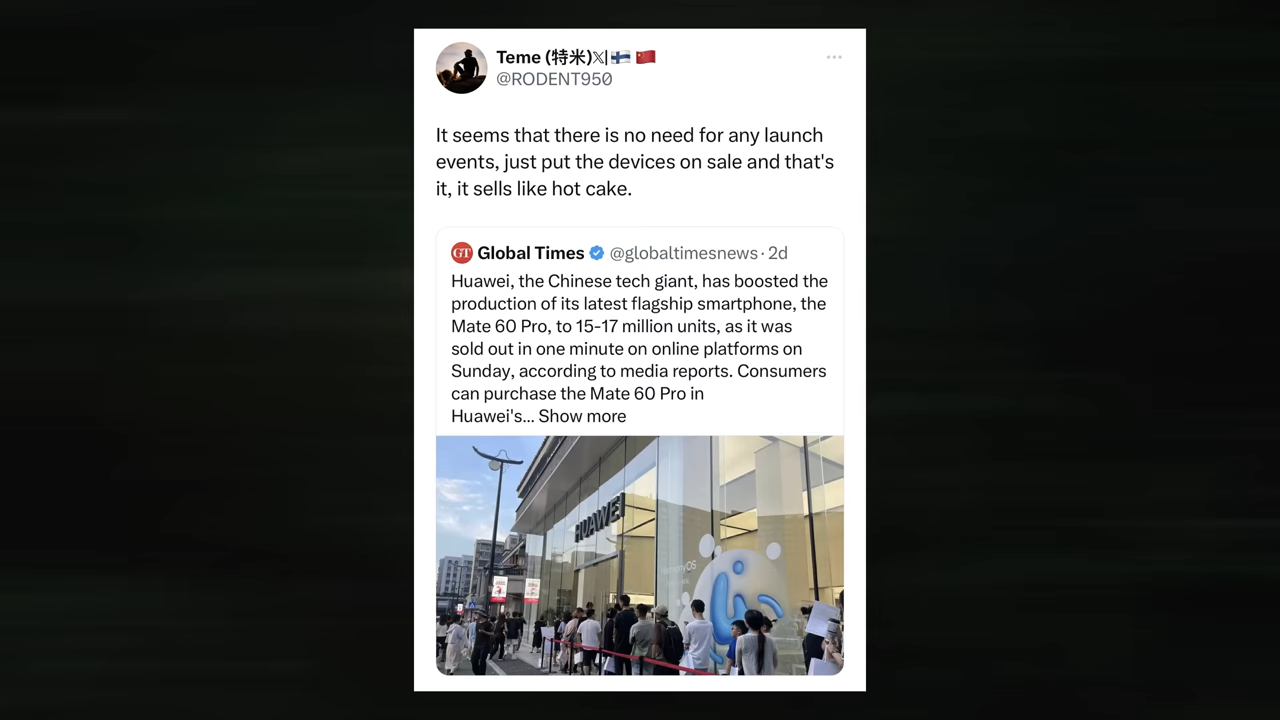 Teme (特米)𝕏|🇫🇮 🇨🇳
@RODENT950
It seems that there is no need for any launch
events, just put the devices on sale and that's
it, it sells like hot cake.
GT Global Times @globaltimesnews · 2d
Huawei, the Chinese tech giant, has boosted the
production of its latest flagship smartphone, the
Mate 60 Pro, to 15-17 million units, as it was
sold out in one minute on online platforms on
Sunday, according to media reports. Consumers
can purchase the Mate 60 Pro in
Huawei's... Show more
HUAWEI
HarmonyOS